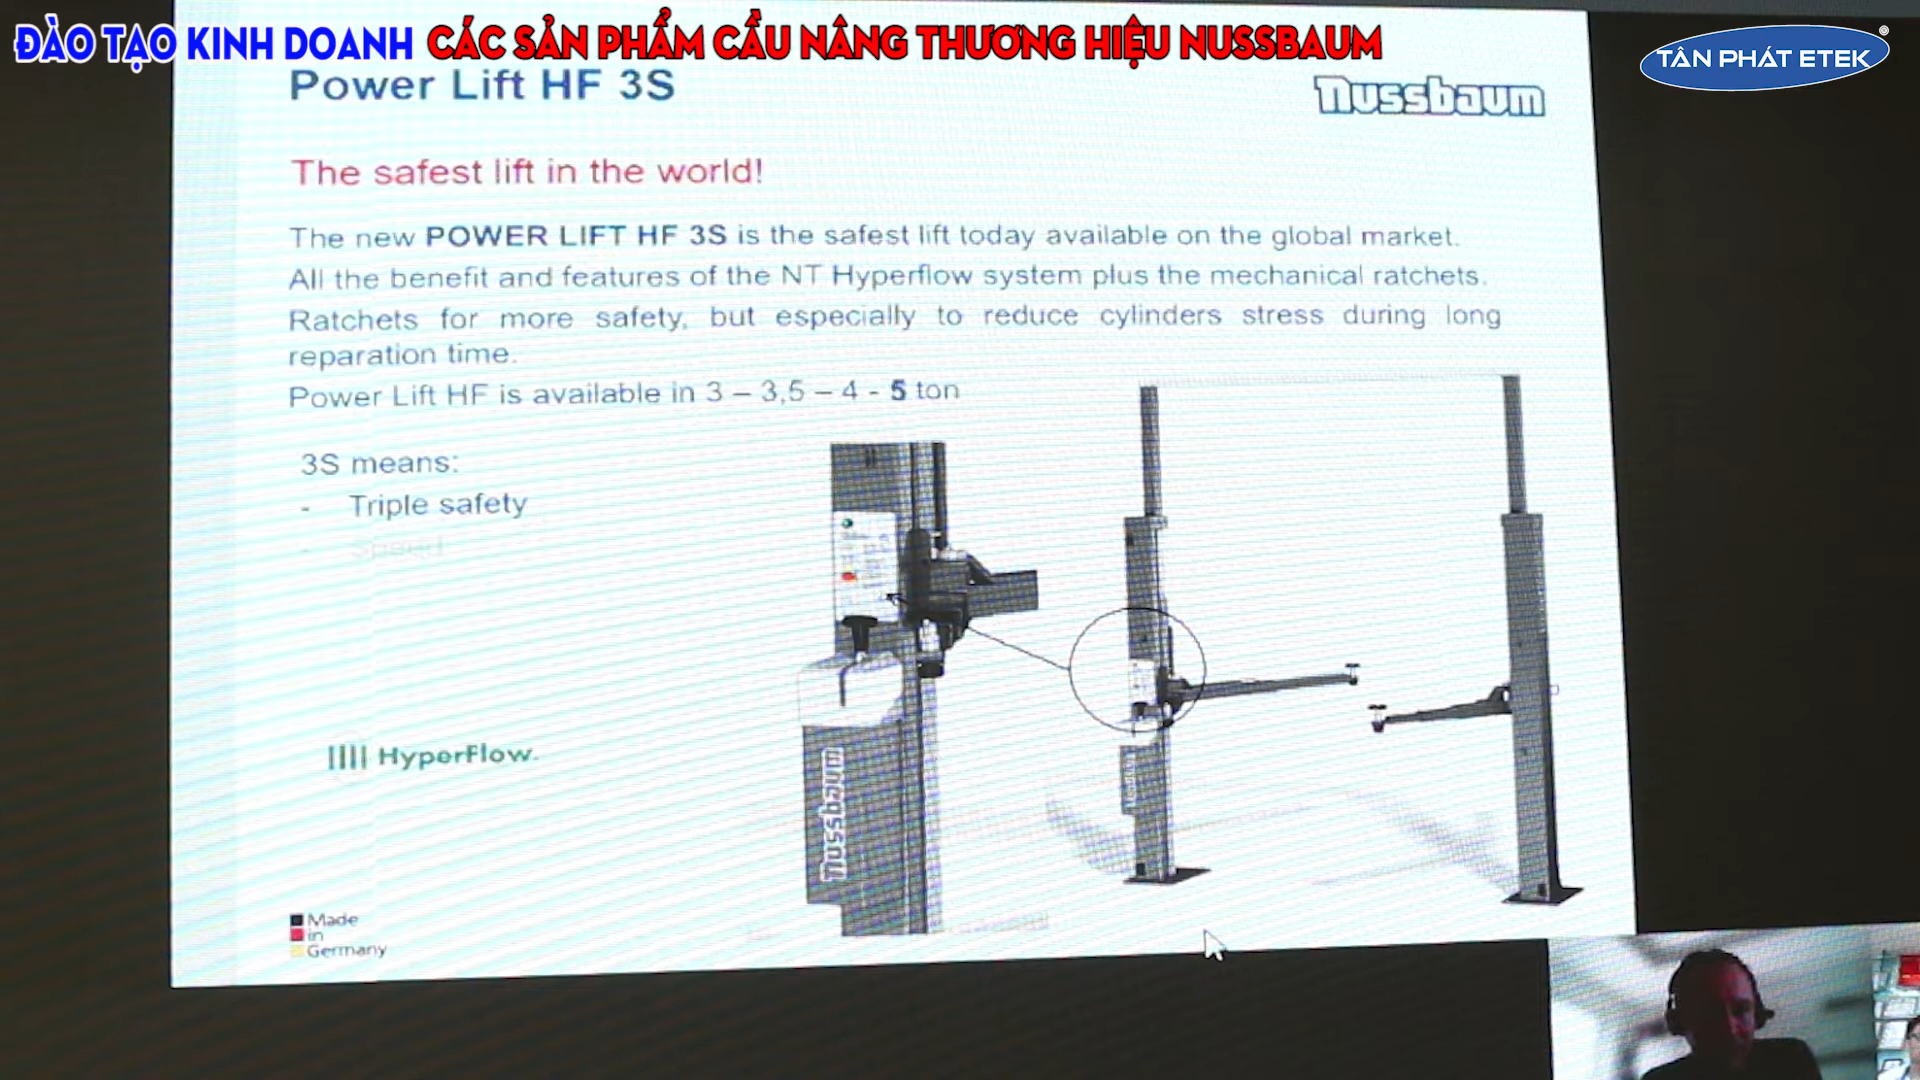 ĐÀO TẠO KINH DOANH CÁC SẢN PHẨM CẦU NÂNG THƯƠNG HIỆU NUSSBAUM
TÂN PHÁT ETEK
Power Lift HF 3S
Nussbaum
The safest lift in the world!
The new POWER LIFT HF 3S is the safest lift today available on the global market.
All the benefit and features of the NT Hyperflow system plus the mechanical ratchets.
Ratchets for more safety, but especially to reduce cylinders stress during long
reparation time.
Power Lift HF is available in 3 – 3,5 – 4 - 5 ton
3S means:
- Triple safety
- Speed
HyperFlow.
Nussbaum
Made
in
Germany